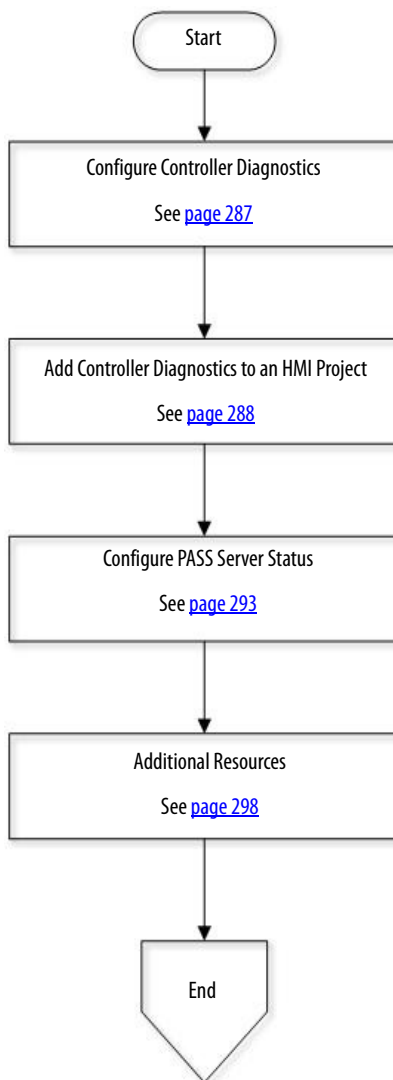 Start
Configure Controller Diagnostics
See page 287
Add Controller Diagnostics to an HMI Project
See page 288
Configure PASS Server Status
See page 293
Additional Resources
See page 298
End